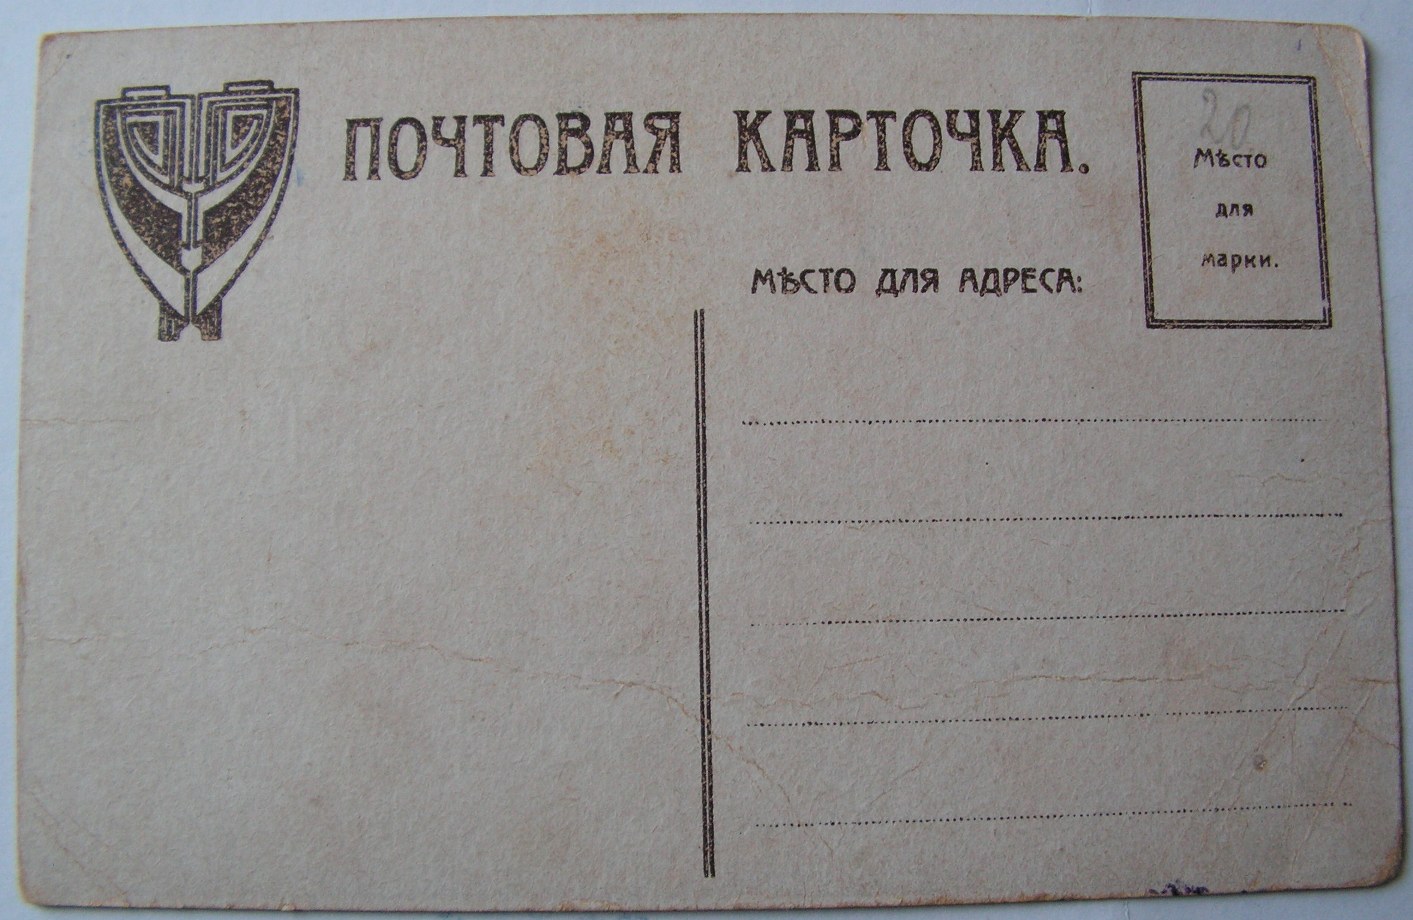 ПОЧТОВАЯ КАРТОЧКА.
20
Мѣсто
для
марки.
МѢСТО ДЛЯ АДРЕСА: